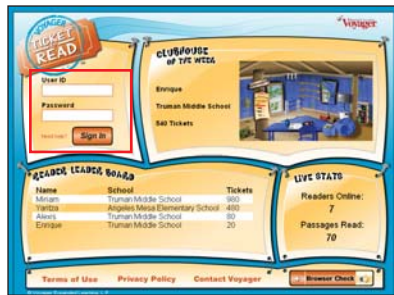 VOYAGER
TICKET
TO
READ
Voyager
User ID
Password
Need help?
Sign In
CLUBHOUSE
OF THE WEEK
Enrique
Truman Middle School
540 Tickets
READER LEADER BOARD
Name School Tickets
Miriam Truman Middle School 980
Yaritza Angeles Mesa Elementary School 480
Alexis Truman Middle School 80
Enrique Truman Middle School 20
LIVE STATS
Readers Online:
7
Passages Read:
70
Terms of Use Privacy Policy Contact Voyager
Browser Check